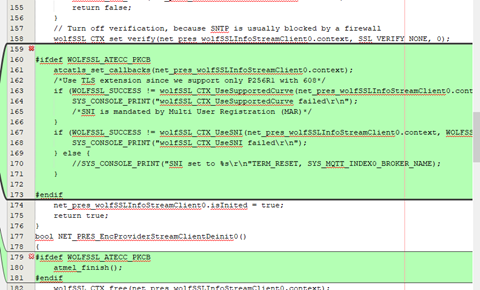 155 return false;
156 }
157 // Turn off verification, because SNTP is usually blocked by a firewall
158 wolfSSL_CTX_set_verify(net_pres_wolfSSLInfoStreamClient0.context, SSL_VERIFY_NONE, 0);
159
160 #ifdef WOLFSSL_ATECC_PKCB
161 atcatls_set_callbacks(net_pres_wolfSSLInfoStreamClient0.context);
162 /*Use TLS extension since we support only P256R1 with 608*/
163 if (WOLFSSL_SUCCESS != wolfSSL_CTX_UseSupportedCurve(net_pres_wolfSSLInfoStreamClient0.cont
164 SYS_CONSOLE_PRINT("wolfSSL_CTX_UseSupportedCurve failed\r\n");
165 /*SNI is mandated by Multi User Registration (MAR)*/
166 }
167 if (WOLFSSL_SUCCESS != wolfSSL_CTX_UseSNI(net_pres_wolfSSLInfoStreamClient0.context, WOLFS
168 SYS_CONSOLE_PRINT("wolfSSL_CTX_UseSNI failed\r\n");
169 } else {
170 //SYS_CONSOLE_PRINT("SNI set to %s\r\n"TERM_RESET, SYS_MQTT_INDEX0_BROKER_NAME);
171 }
172
173 #endif
174 net_pres_wolfSSLInfoStreamClient0.isInited = true;
175 return true;
176 }
177 bool NET_PRES_EncProviderStreamClientDeinit0()
178 {
179 #ifdef WOLFSSL_ATECC_PKCB
180 atmel_finish();
181 #endif
182 wolfSSL_CTX_free(net_pres_wolfSSLInfoStreamClient0.context);